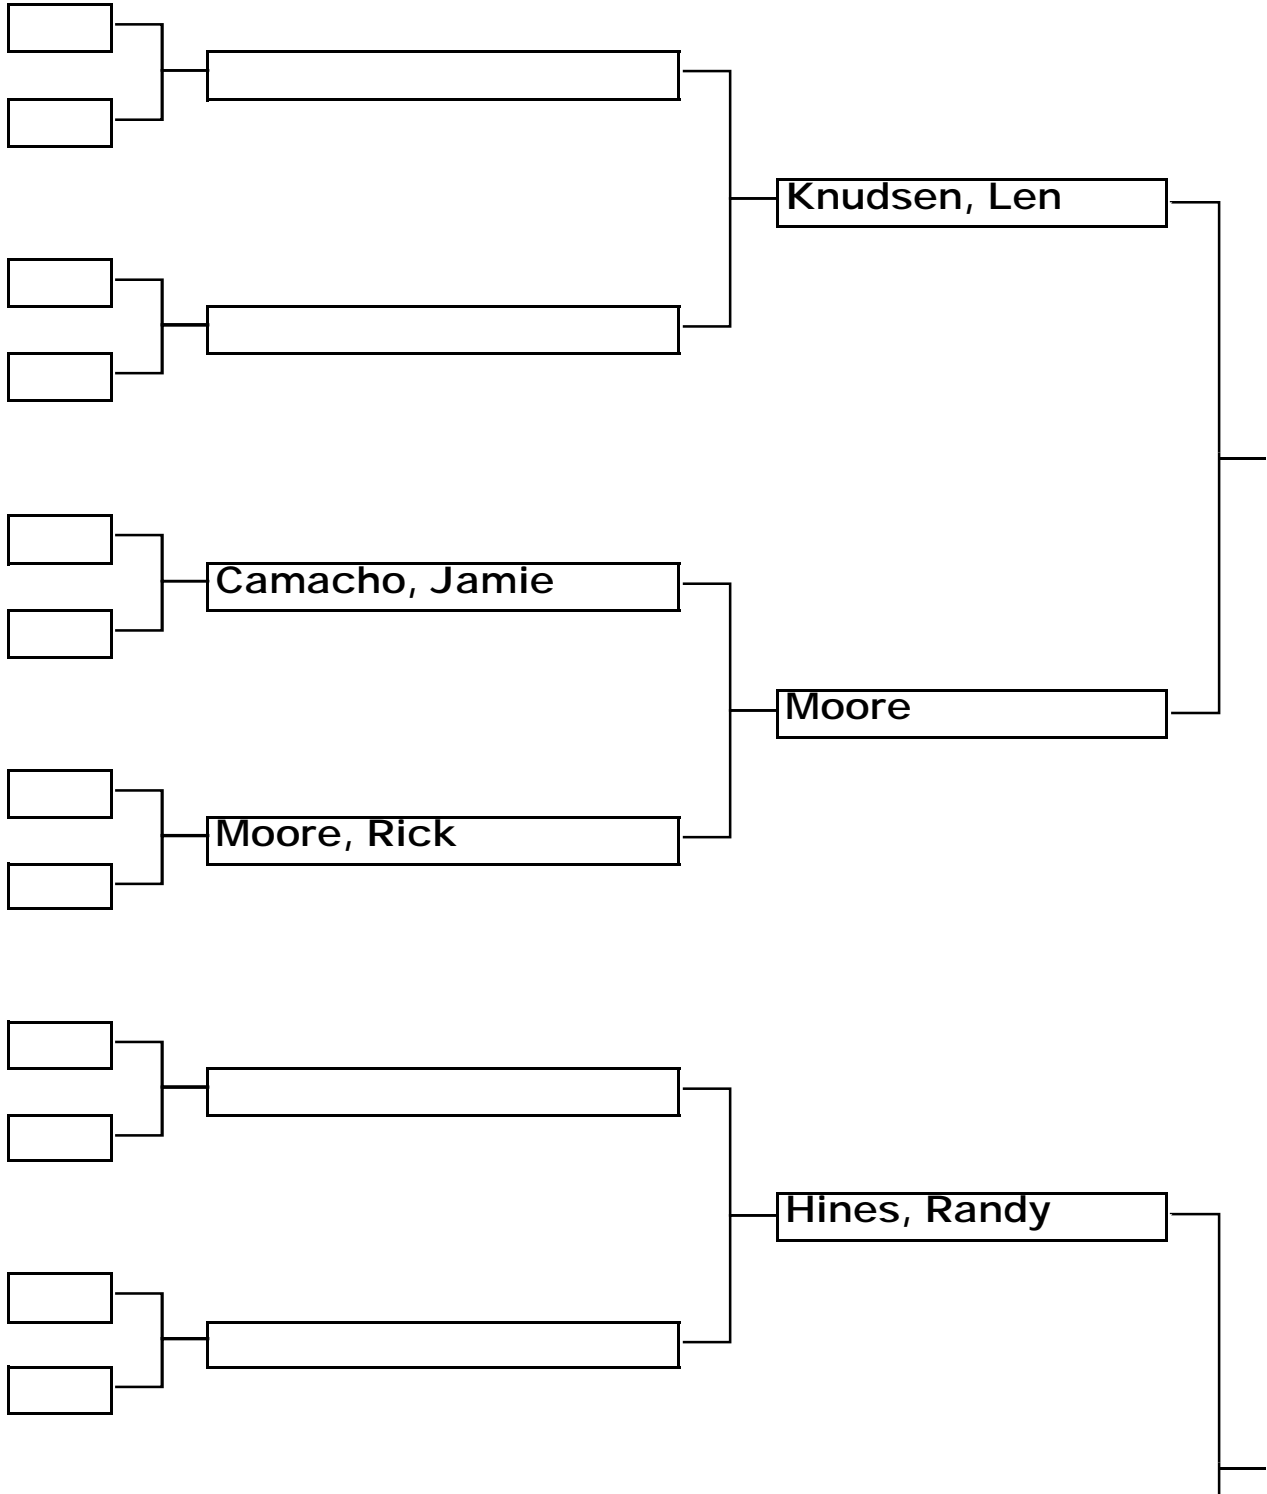 Knudsen, Len
Camacho, Jamie
Moore
Moore, Rick
Hines, Randy